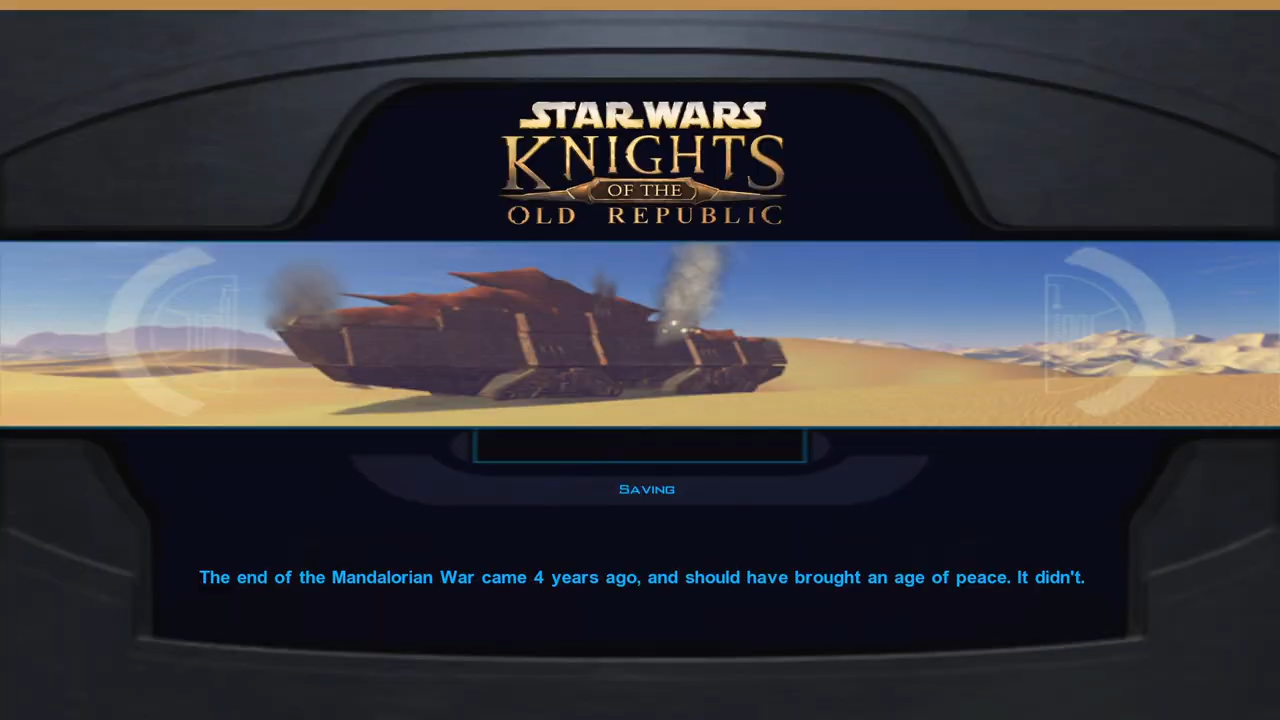 STAR WARS
KNIGHTS
OF THE
OLD REPUBLIC
SAVING
The end of the Mandalorian War came 4 years ago, and should have brought an age of peace. It didn't.